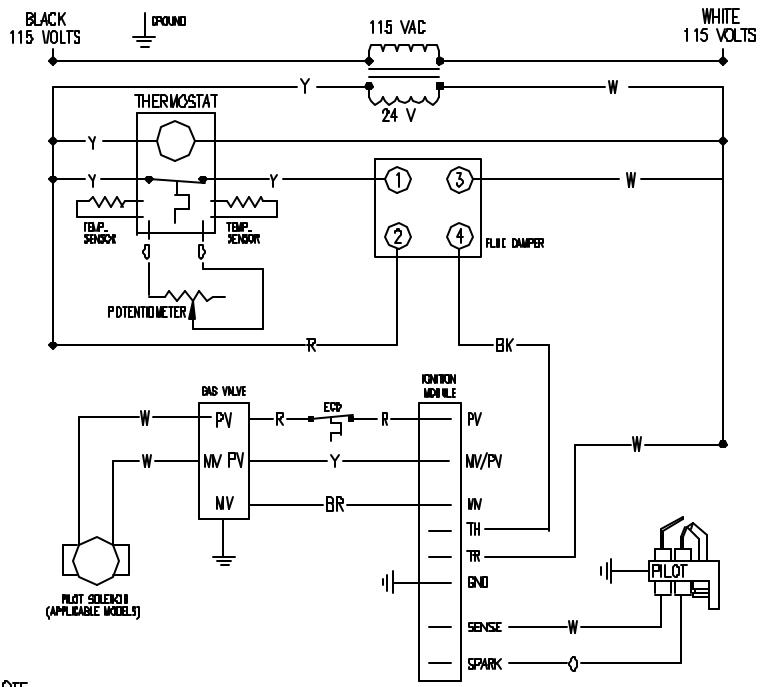 BLACK
115 VOLTS
GROUND
115 VAC
WHITE
115 VOLTS
Y
W
THERMOSTAT
24 V
Y
Y
Y
1
3
W
TEMP.
SENSOR
TEMP.
SENSOR
2
4
FLUE DAMPER
POTENTIOMETER
R
BK
GAS VALVE
IGNITION
MODULE
W
PV
R
ECO
R
PV
W
W
MV PV
Y
MV/PV
MV
BR
MV
TH
TR
GND
PILOT
PILOT SOLENOID
(APPLICABLE MODELS)
SENSE
W
SPARK
O